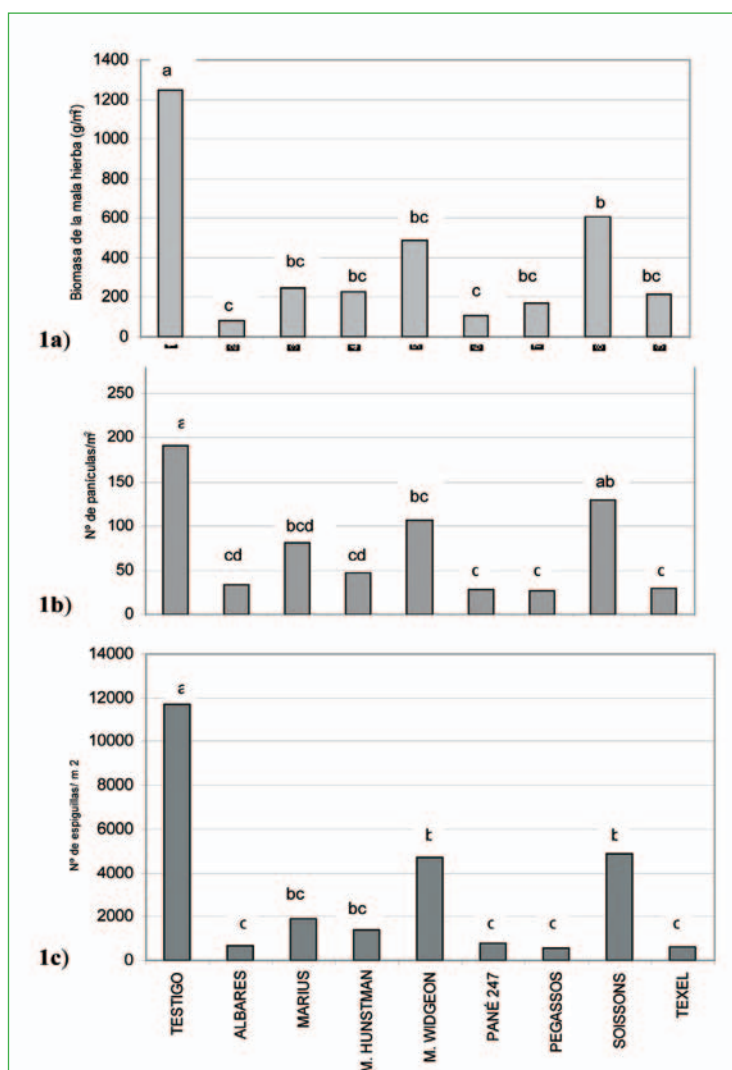 1400
a
1200
1000
800
bc
b
600
bc
bc
bc
bc
400
c
c
200
0
Biomasa de la mala hierba (g/m²)
1a)
250
a
200
ab
150
bc
bcd
100
cd
cd
c
c
c
50
0
Nº de panículas/m²
1b)
14000
a
12000
10000
8000
6000
4000
bc
bc
2000
c
c
c
c
0
Nº de espiguillas/ m 2
1c)
TESTIGO
ALBARES
MARIUS
M. HUNSTMAN
M. WIDGEON
PANÉ 247
PEGASSOS
SOISSONS
TEXEL